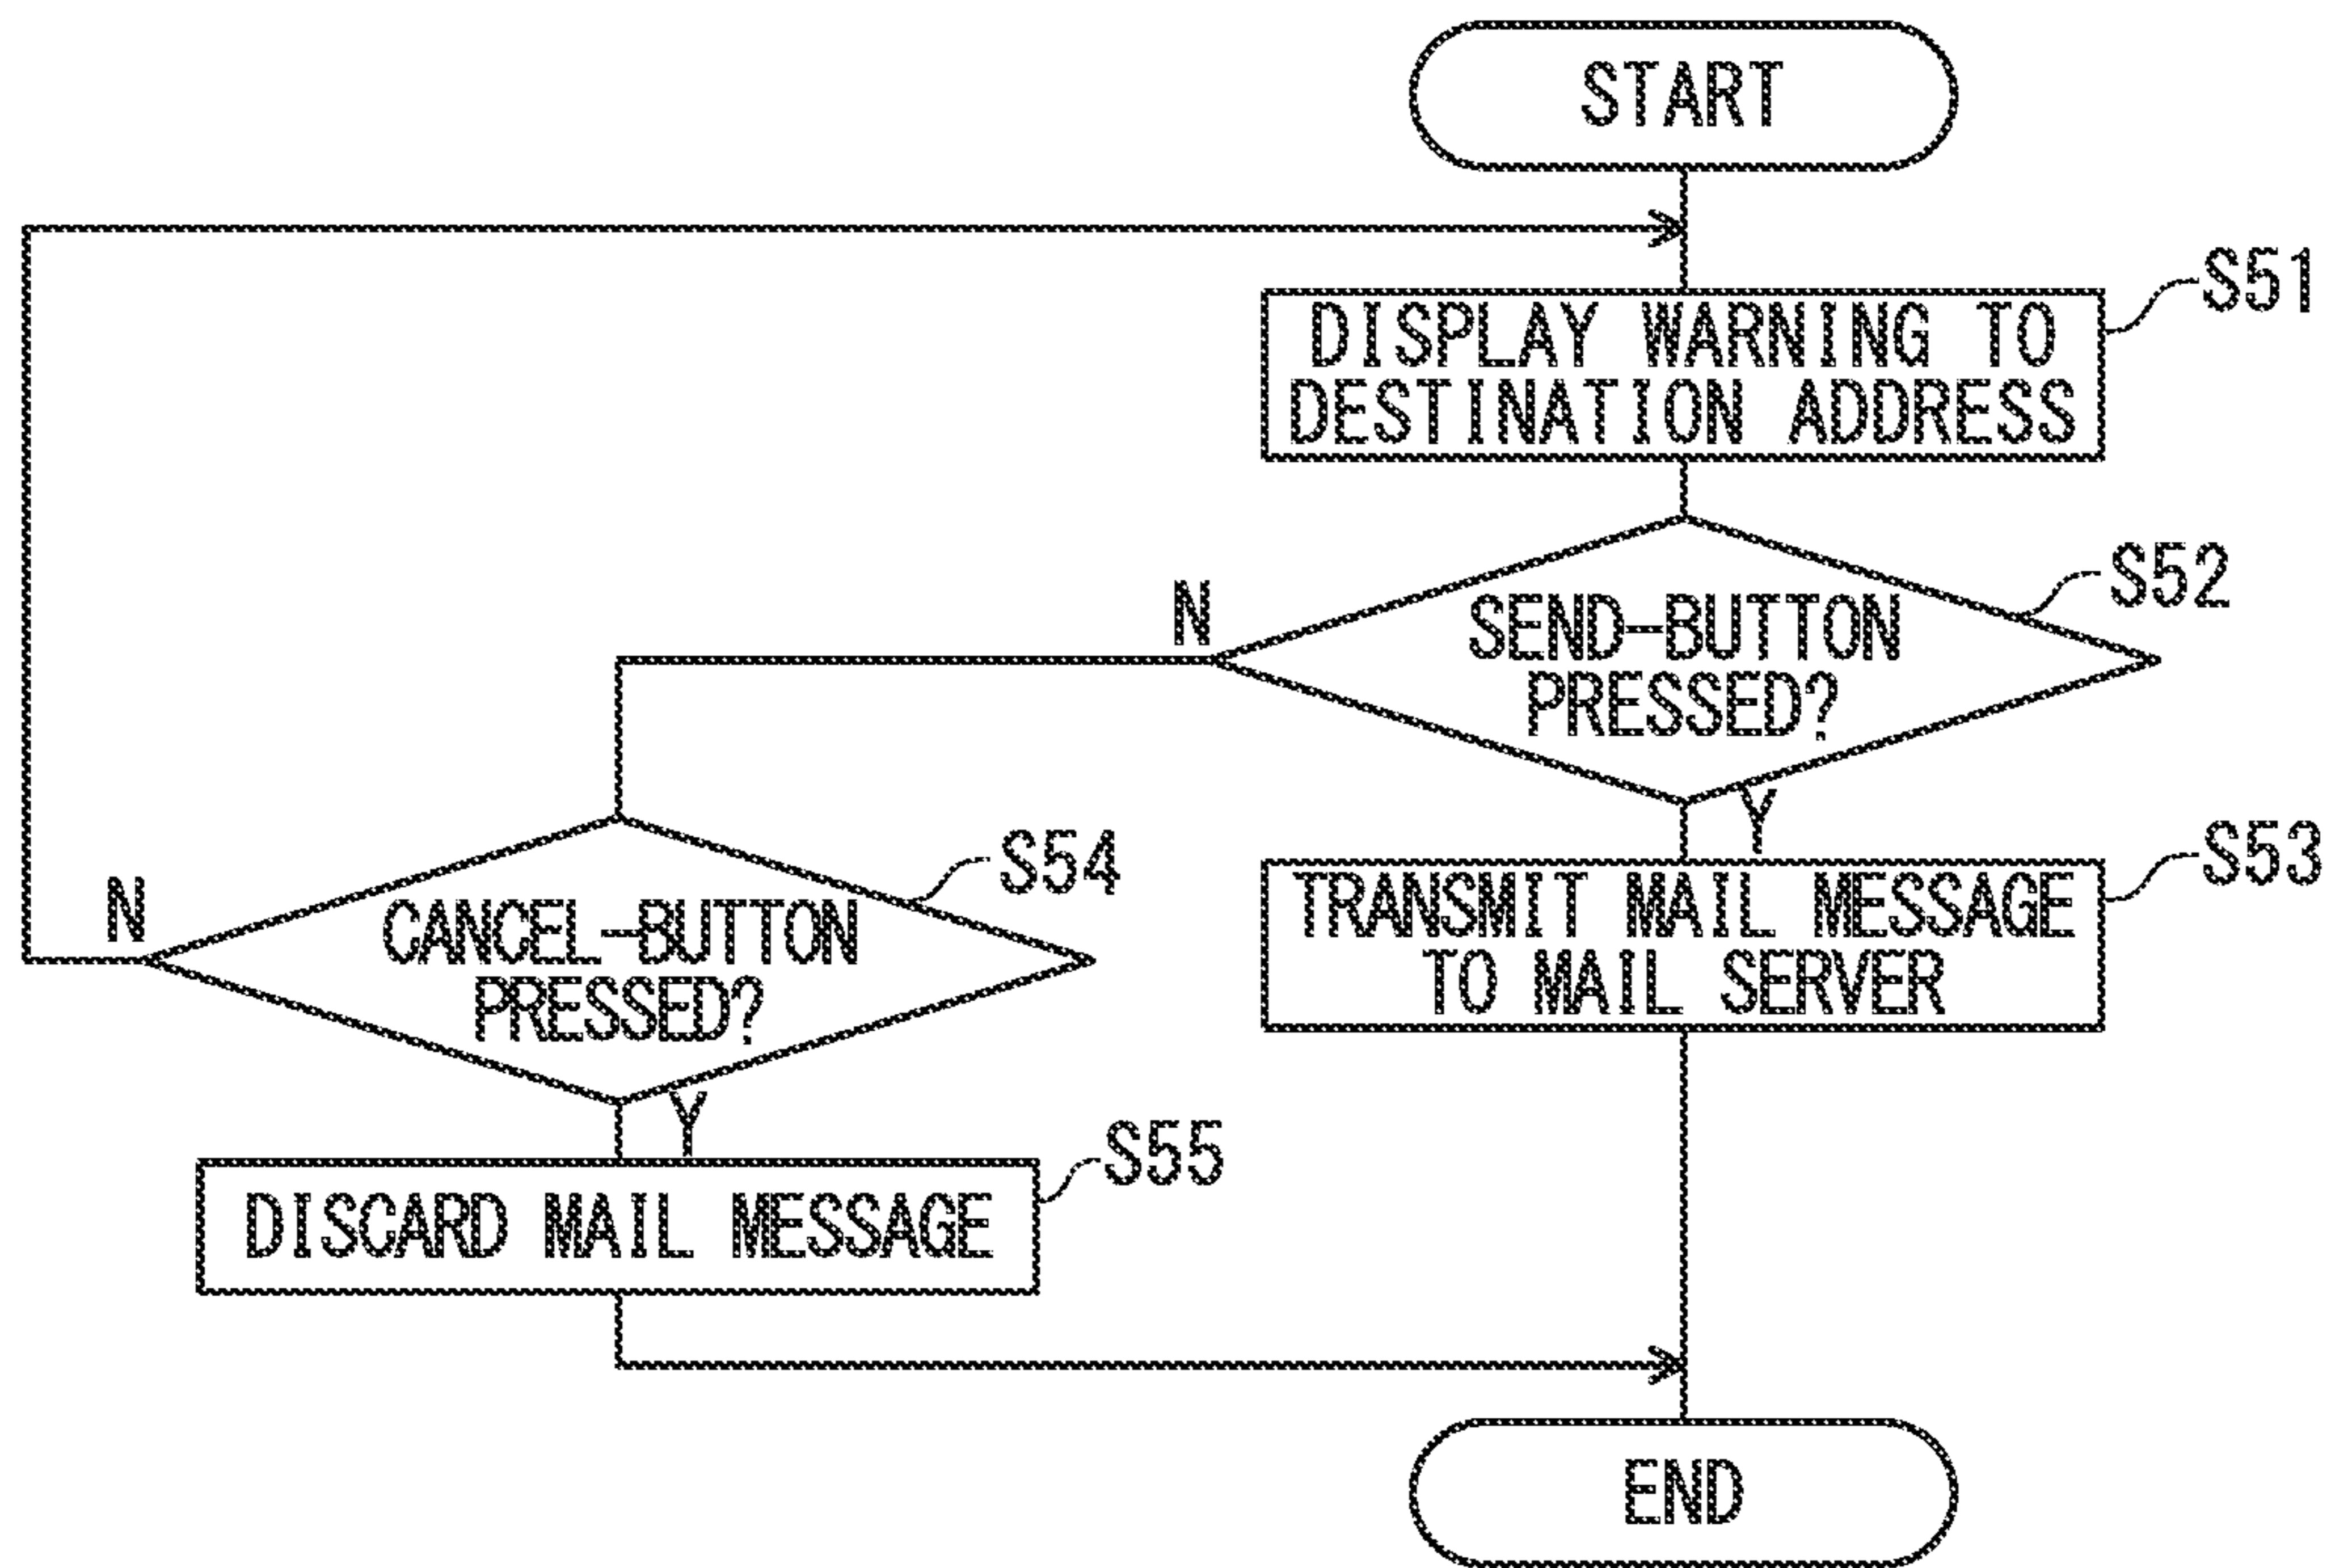 START
S51
DISPLAY WARNING TO
DESTINATION ADDRESS
S52
N
SEND-BUTTON
PRESSED?
Y
S53
TRANSMIT MAIL MESSAGE
TO MAIL SERVER
S54
N
CANCEL-BUTTON
PRESSED?
Y
S55
DISCARD MAIL MESSAGE
END